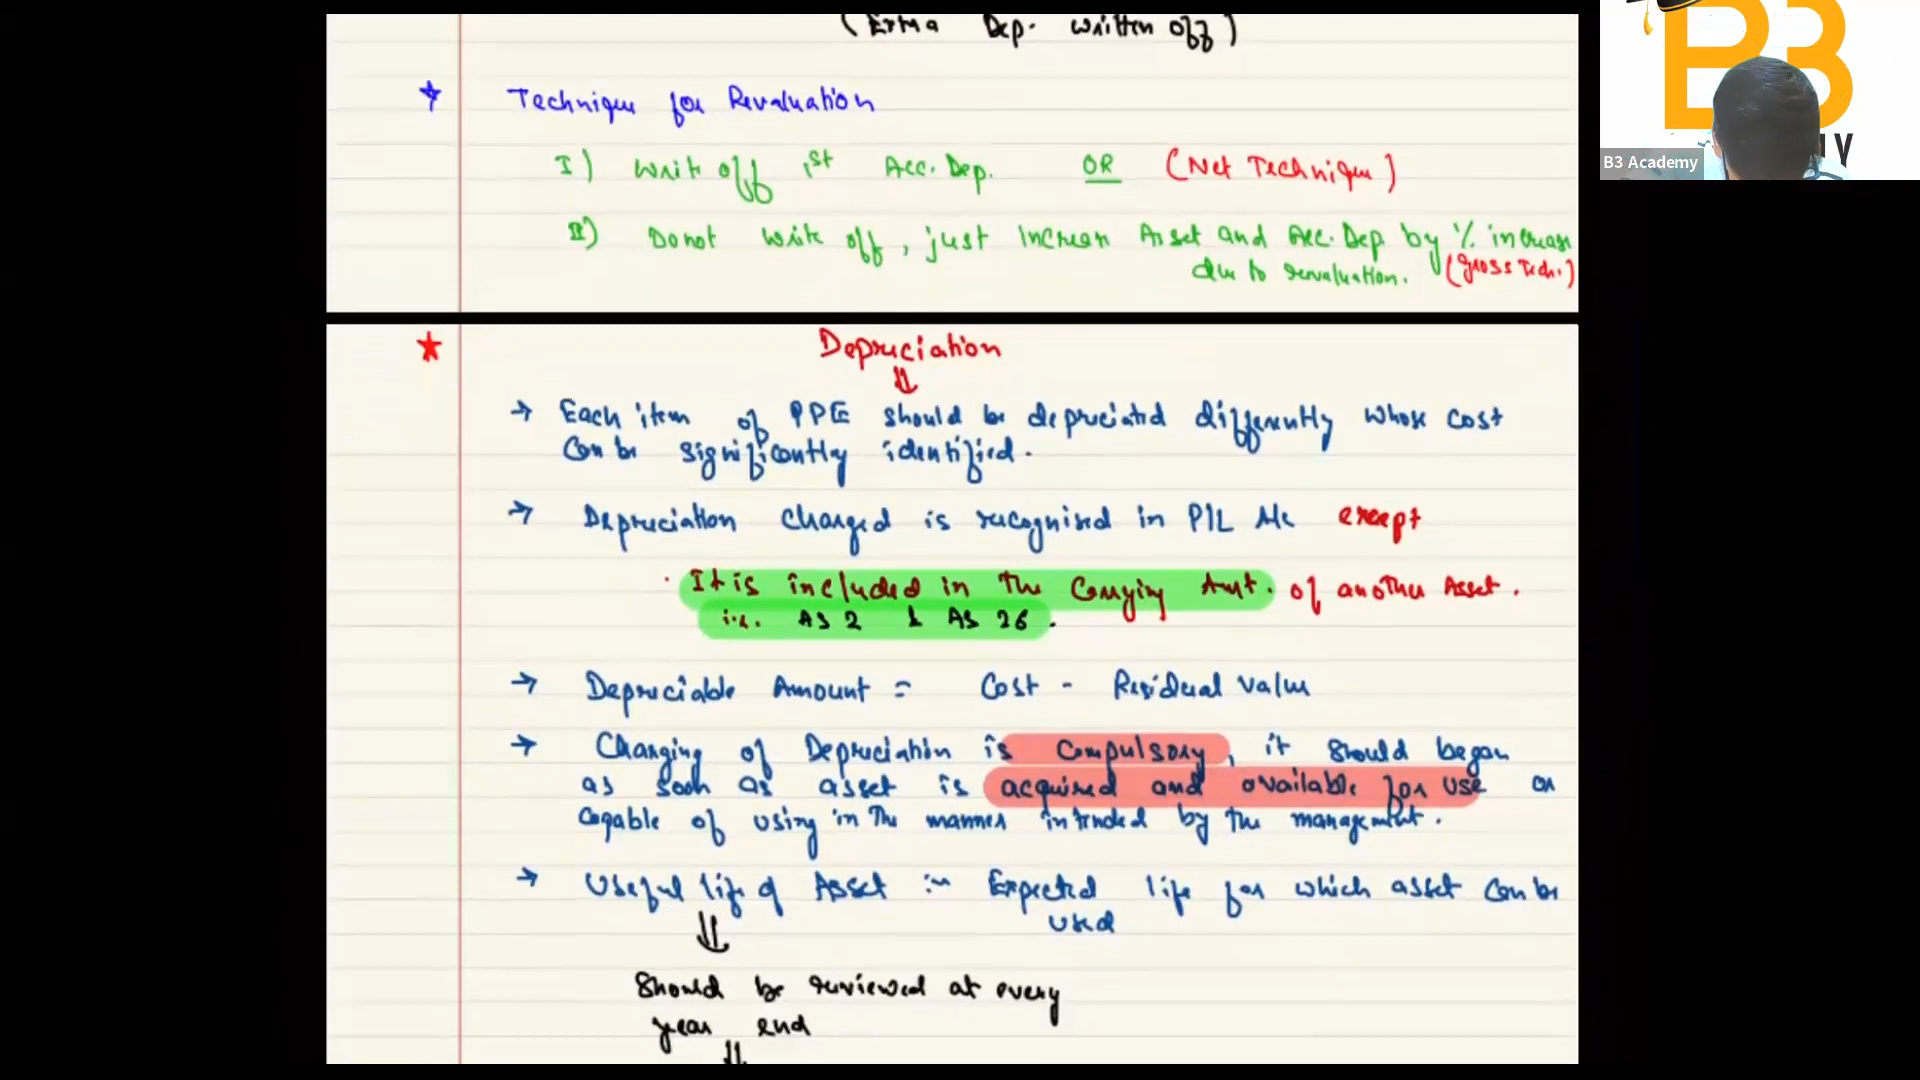 (Extra Dep. written off)
Technique for Revaluation
I) Write off 1st Acc. Dep. OR (Net Technique)
II) Do not write off, just increase Asset and Acc. Dep. by % increase
due to revaluation. (Gross Tech.)
Depreciation
→ Each item of PPE should be depreciated differently whose cost
can be significantly identified.
→ Depreciation charged is recognised in P/L A/c except
. It is included in the Carrying Amt. of another Asset.
i.e. AS 2 & AS 26.
→ Depreciable Amount = Cost - Residual value
→ Charging of Depreciation is Compulsory, it should began
as soon as asset is acquired and available for use or
capable of using in the manner intended by the management.
→ Useful life of Asset :- Expected life for which asset can be
used
Should be reviewed at every
year end
B3
MY
B3 Academy